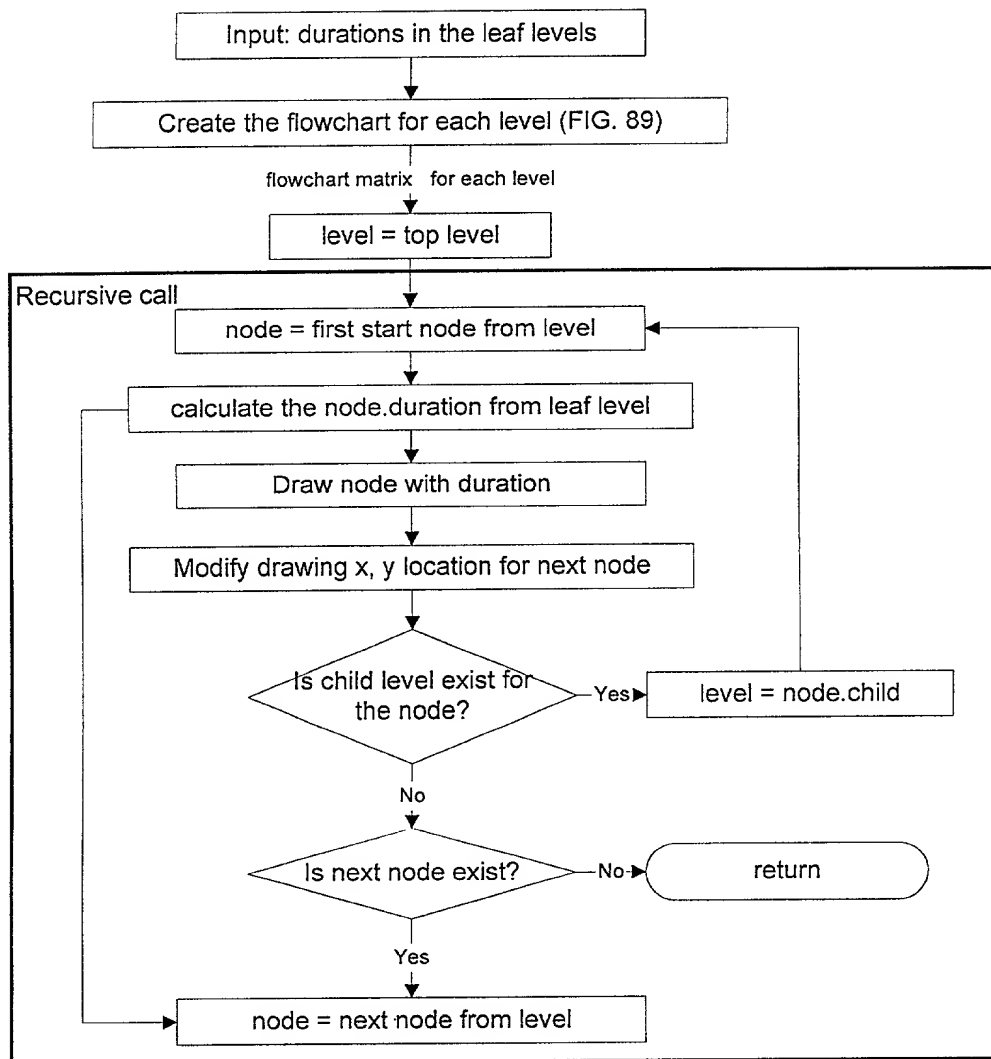 Input: durations in the leaf levels
Create the flowchart for each level (FIG. 89)
flowchart matrix for each level
level = top level
Recursive call
node = first start node from level
calculate the node.duration from leaf level
Draw node with duration
Modify drawing x, y location for next node
Is child level exist for
the node?
Yes
level = node.child
No
Is next node exist?
No
return
Yes
node = next node from level